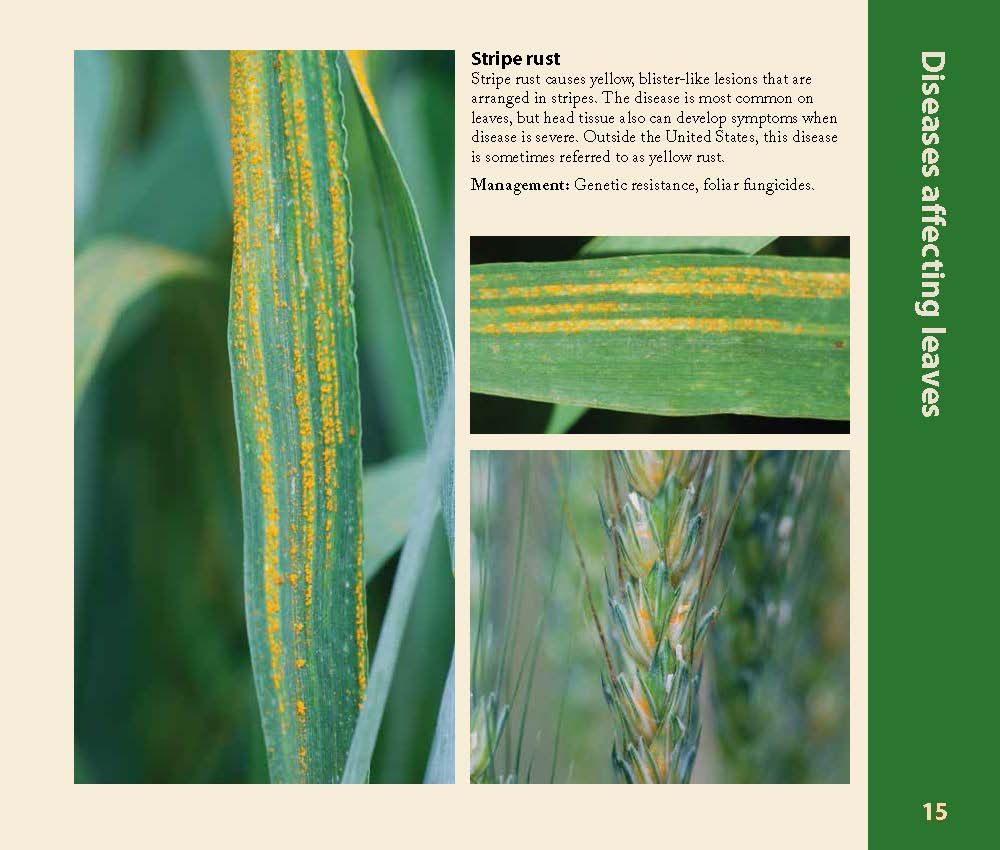 Stripe rust
Stripe rust causes yellow, blister-like lesions that are
arranged in stripes. The disease is most common on
leaves, but head tissue also can develop symptoms when
disease is severe. Outside the United States, this disease
is sometimes referred to as yellow rust.
Management: Genetic resistance, foliar fungicides.
Diseases affecting leaves
15